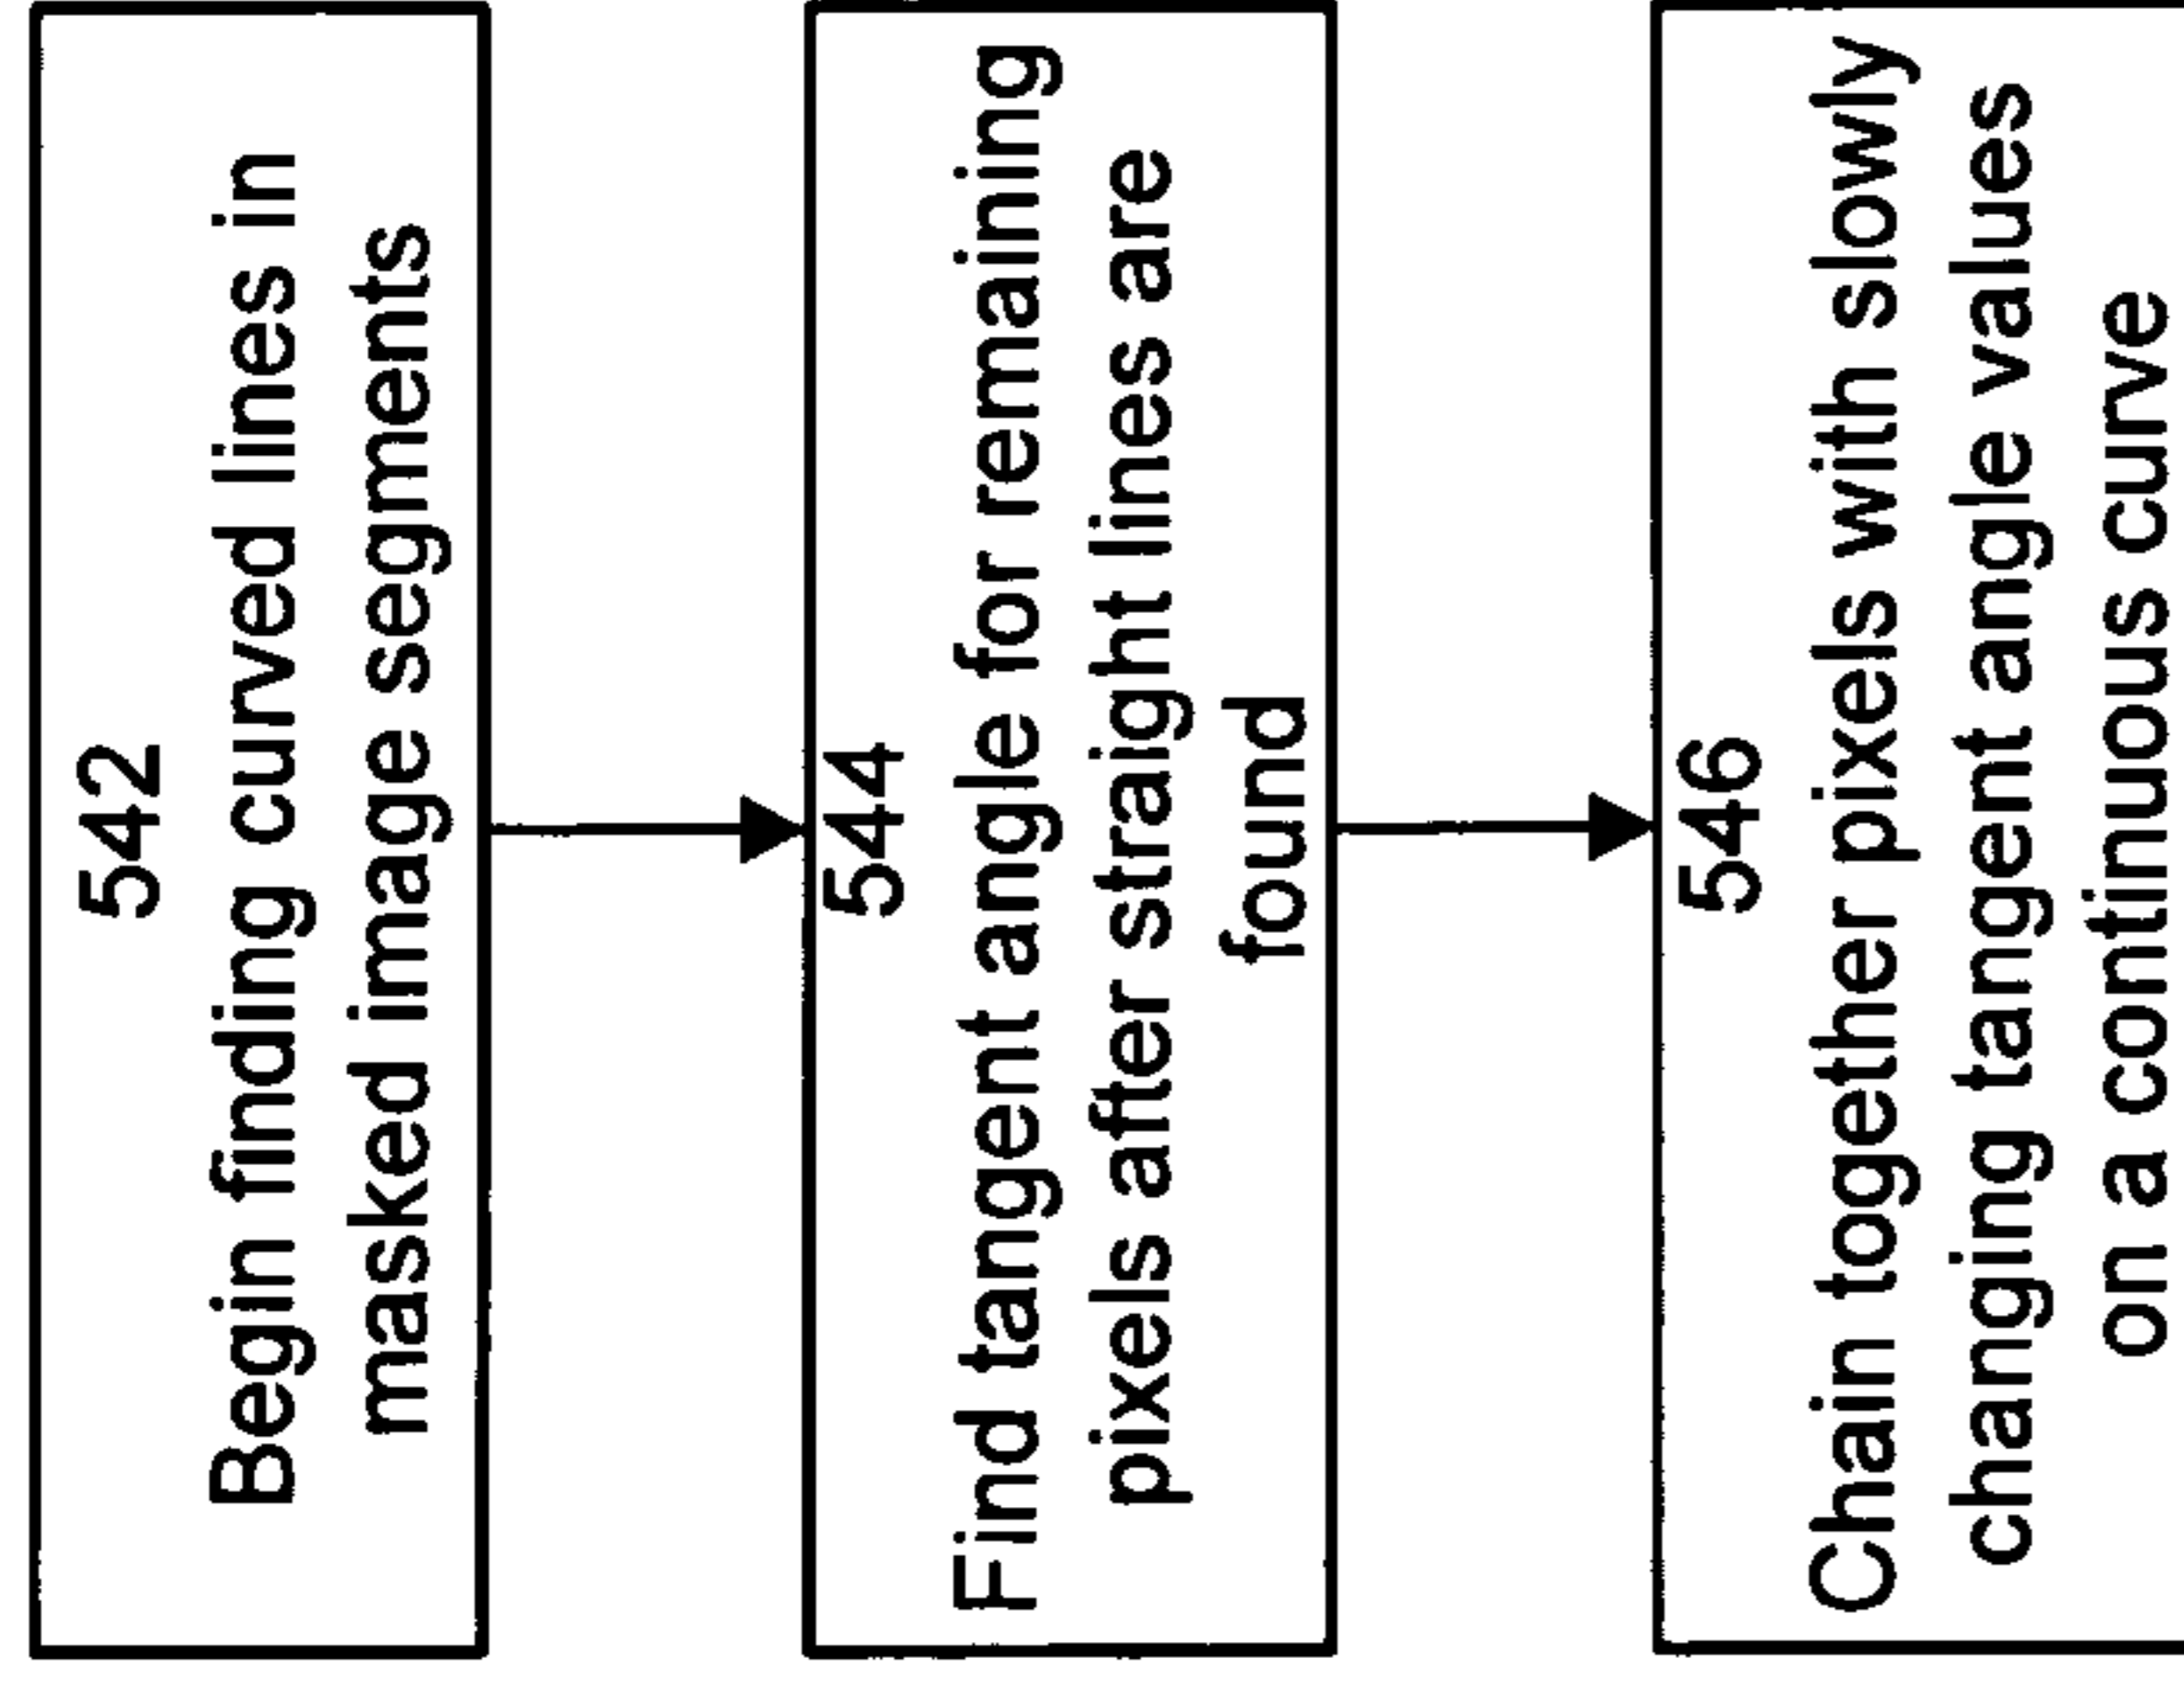 542
Begin finding curved lines in
masked image segments
544
Find tangent angle for remaining
pixels after straight lines are
found
546
Chain together pixels with slowly
changing tangent angle values
on a continuous curve